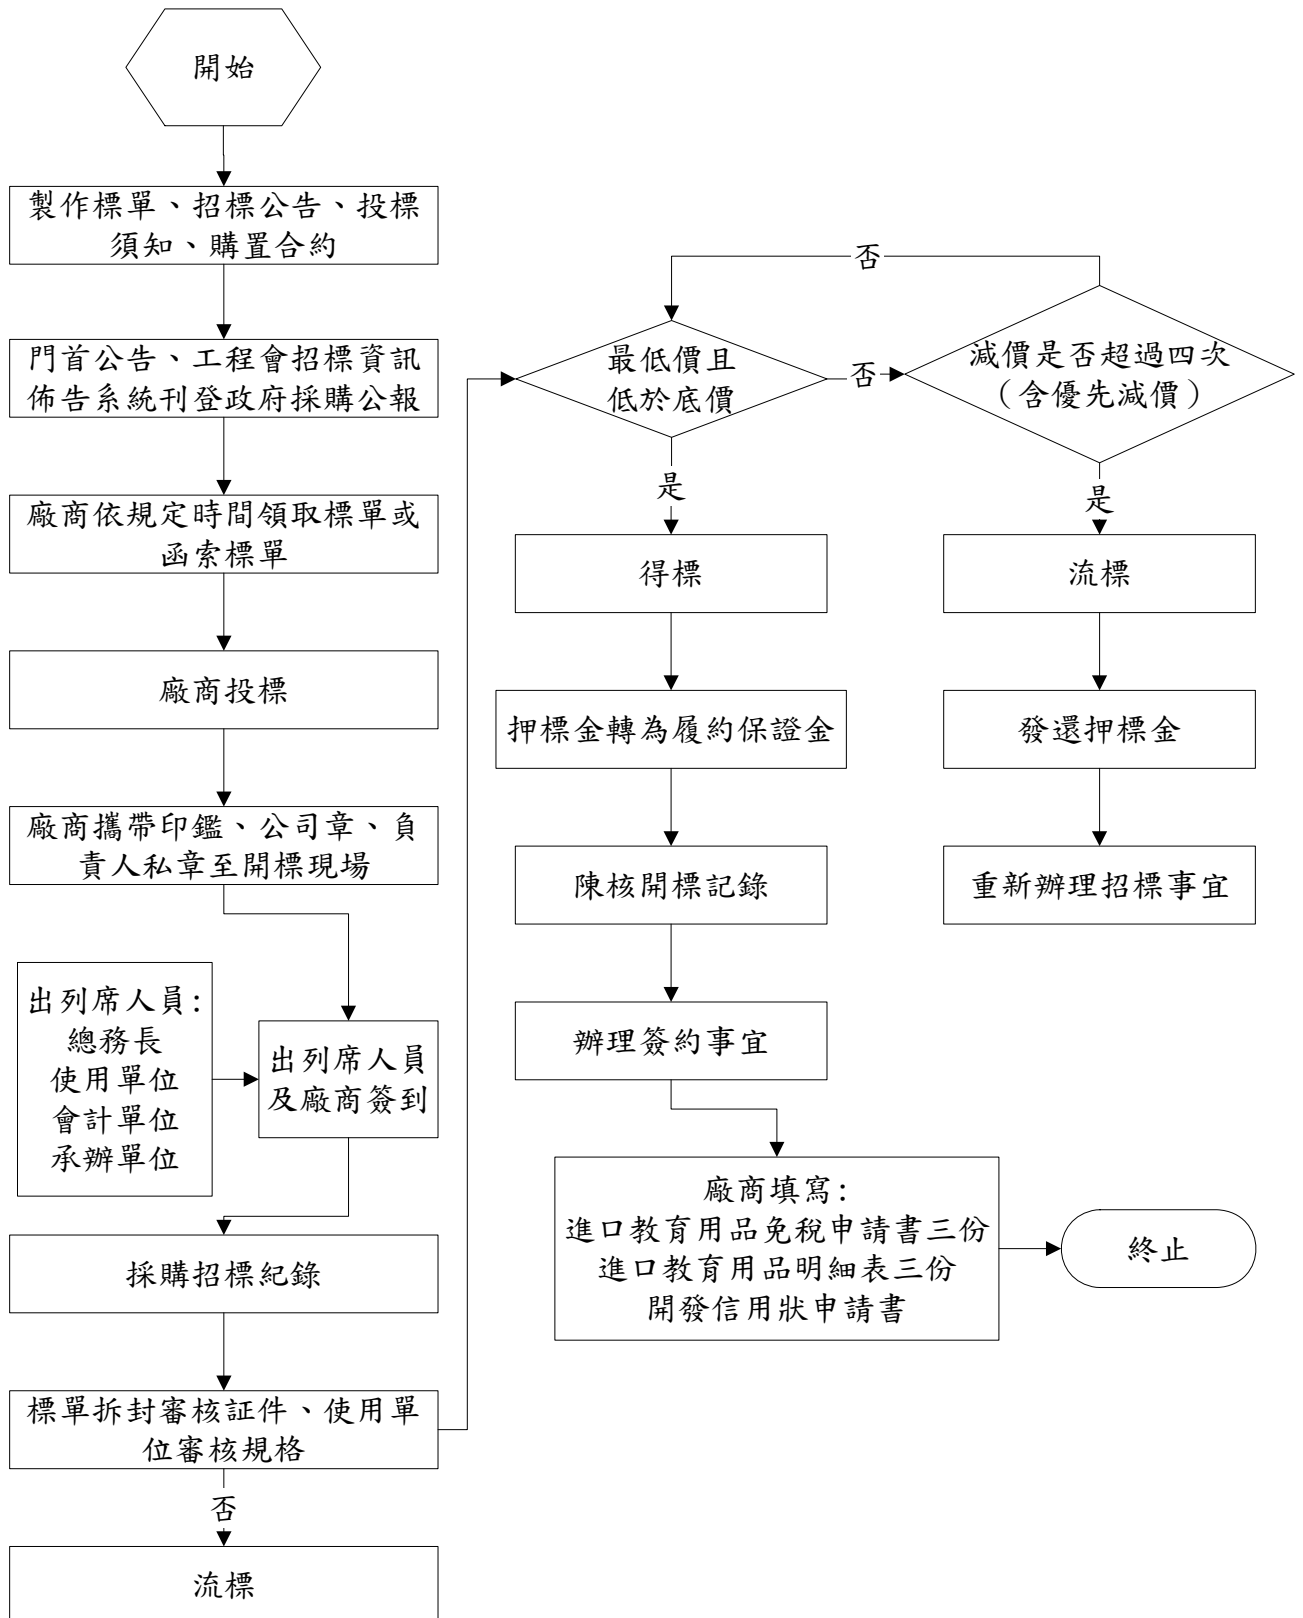 開始
製作標單、招標公告、投標
須知、購置合約
門首公告、工程會招標資訊
佈告系統刊登政府採購公報
廠商依規定時間領取標單或
函索標單
廠商投標
廠商攜帶印鑑、公司章、負
責人私章至開標現場
出列席人員：
總務長
使用單位
會計單位
承辦單位
出列席人員
及廠商簽到
採購招標紀錄
標單拆封審核証件、使用單
位審核規格
否
流標
否
最低價且
低於底價
否
減價是否超過四次
（含優先減價）
是
得標
押標金轉為履約保證金
陳核開標記錄
辦理簽約事宜
廠商填寫：
進口教育用品免稅申請書三份
進口教育用品明細表三份
開發信用狀申請書
終止
是
流標
發還押標金
重新辦理招標事宜